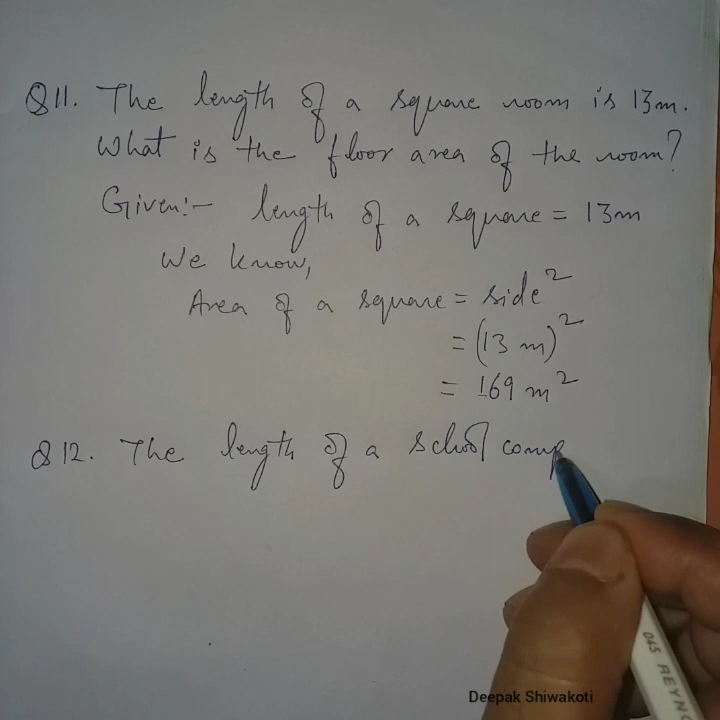 Q11. The length of a square room is 13m.
What is the floor area of the room?
Given:- length of a square = 13m
We know,
Area of a square = side²
= (13 m)²
= 169 m²
Q12. The length of a school comp
065 REYN
Deepak Shiwakoti